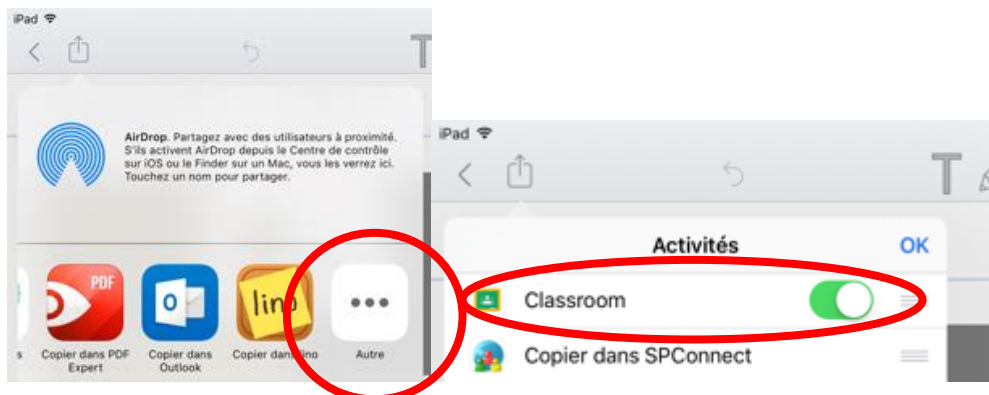 iPad
T
AirDrop. Partagez avec des utilisateurs à proximité.
S'ils activent AirDrop depuis le Centre de contrôle
sur iOS ou le Finder sur un Mac, vous les verrez ici.
Touchez un nom pour partager.
PDF
o
lino
s
Copier dans PDF
Expert
Copier dans
Outlook
Copier dans lino
Autre
iPad
T
Activités
OK
Classroom
Copier dans SPConnect